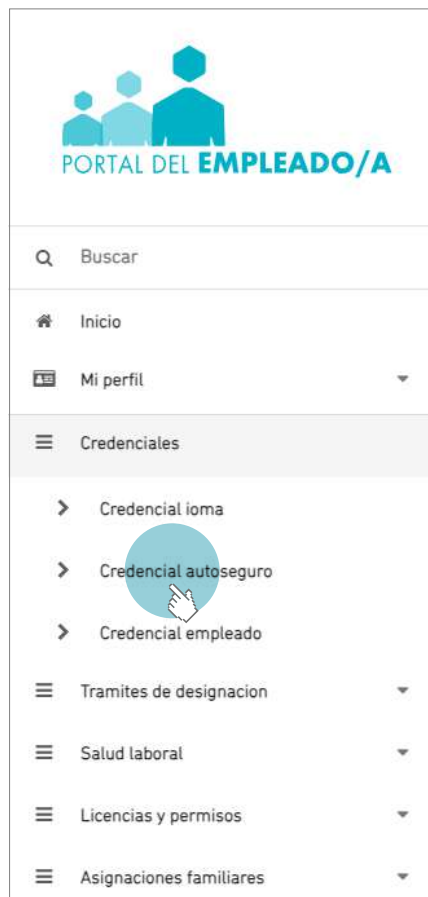 PORTAL DEL EMPLEADO/A
Buscar
Inicio
Mi perfil
Credenciales
Credencial ioma
Credencial autoseguro
Credencial empleado
Tramites de designacion
Salud laboral
Licencias y permisos
Asignaciones familiares